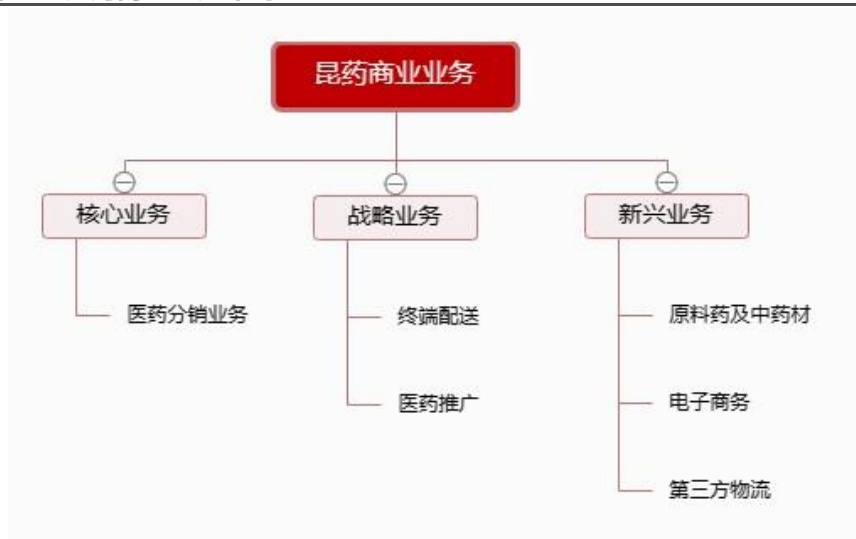 昆药商业业务
核心业务
战略业务
新兴业务
医药分销业务
终端配送
原料药及中药材
医药推广
电子商务
第三方物流